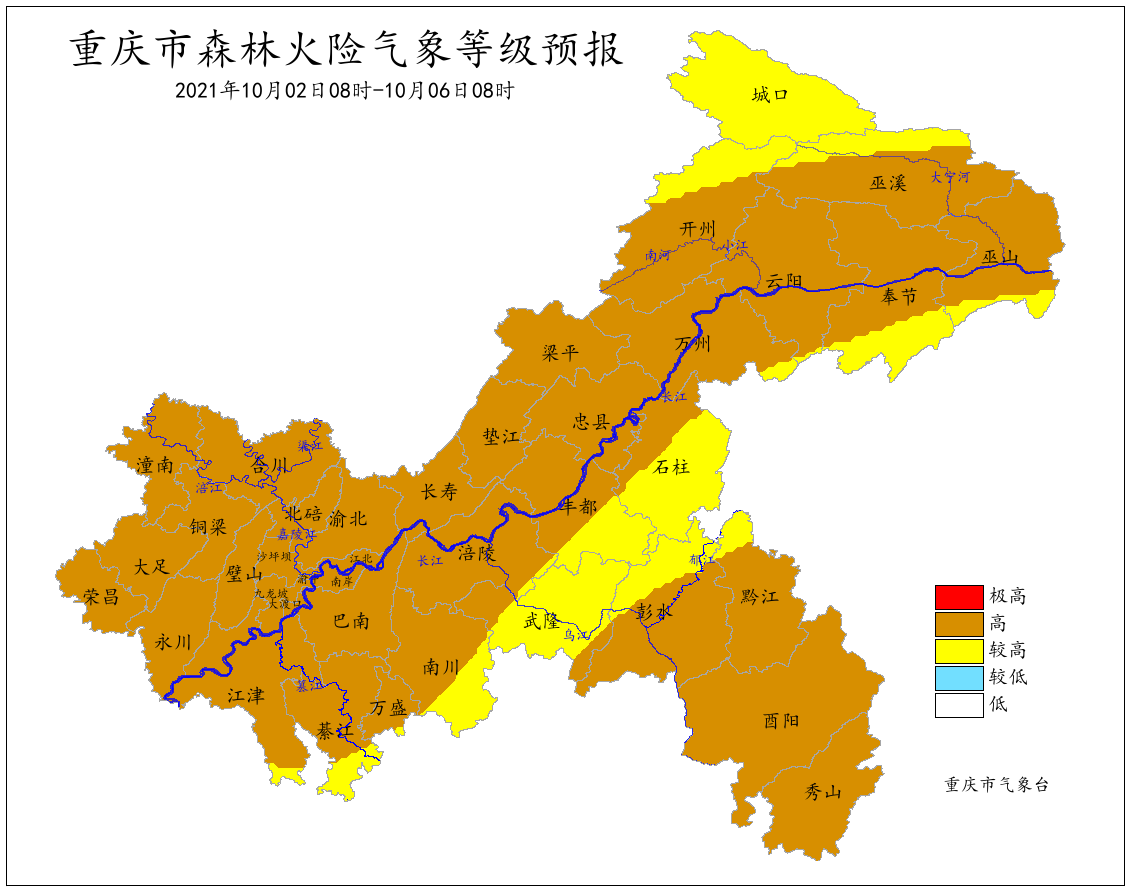 重庆市森林火险气象等级预报
2021年10月02日08时-10月06日08时
城口
巫溪
大宁河
开州
小江
南河
巫山
云阳
奉节
万州
梁平
长江
忠县
垫江
石柱
渠江
潼南
合川
涪江
长寿
丰都
北碚
渝北
铜梁
嘉陵江
沙坪坝
江北
长江
涪陵
郁江
大足
璧山
渝
南岸
荣昌
九龙坡
大渡口
黔江
巴南
武隆
彭水
乌江
永川
南川
江津
綦江
万盛
綦江
酉阳
秀山
极高
高
较高
较低
低
重庆市气象台